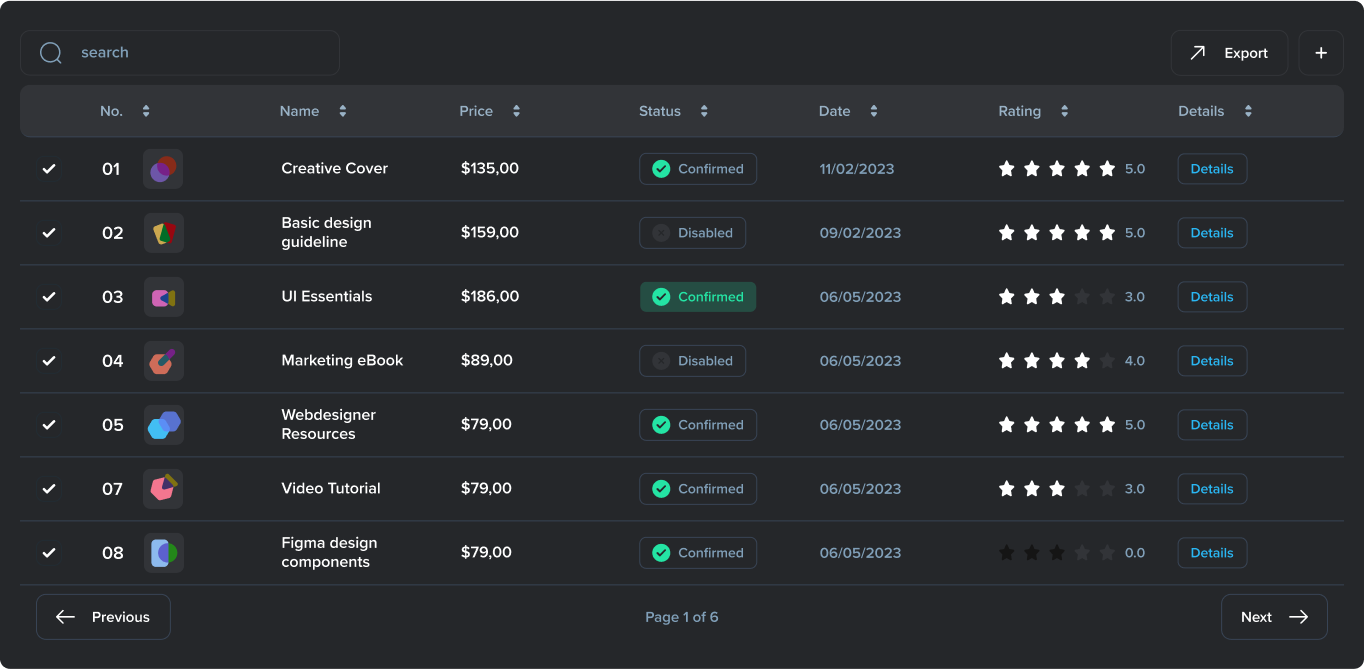 search
Export
+
No. Name Price Status Date Rating Details
01 Creative Cover $135,00 Confirmed 11/02/2023 5.0 Details
02 Basic design $159,00 Disabled 09/02/2023 5.0 Details
guideline
03 UI Essentials $186,00 Confirmed 06/05/2023 3.0 Details
04 Marketing eBook $89,00 Disabled 06/05/2023 4.0 Details
05 Webdesigner $79,00 Confirmed 06/05/2023 5.0 Details
Resources
07 Video Tutorial $79,00 Confirmed 06/05/2023 3.0 Details
08 Figma design $79,00 Confirmed 06/05/2023 0.0 Details
components
Previous Page 1 of 6 Next